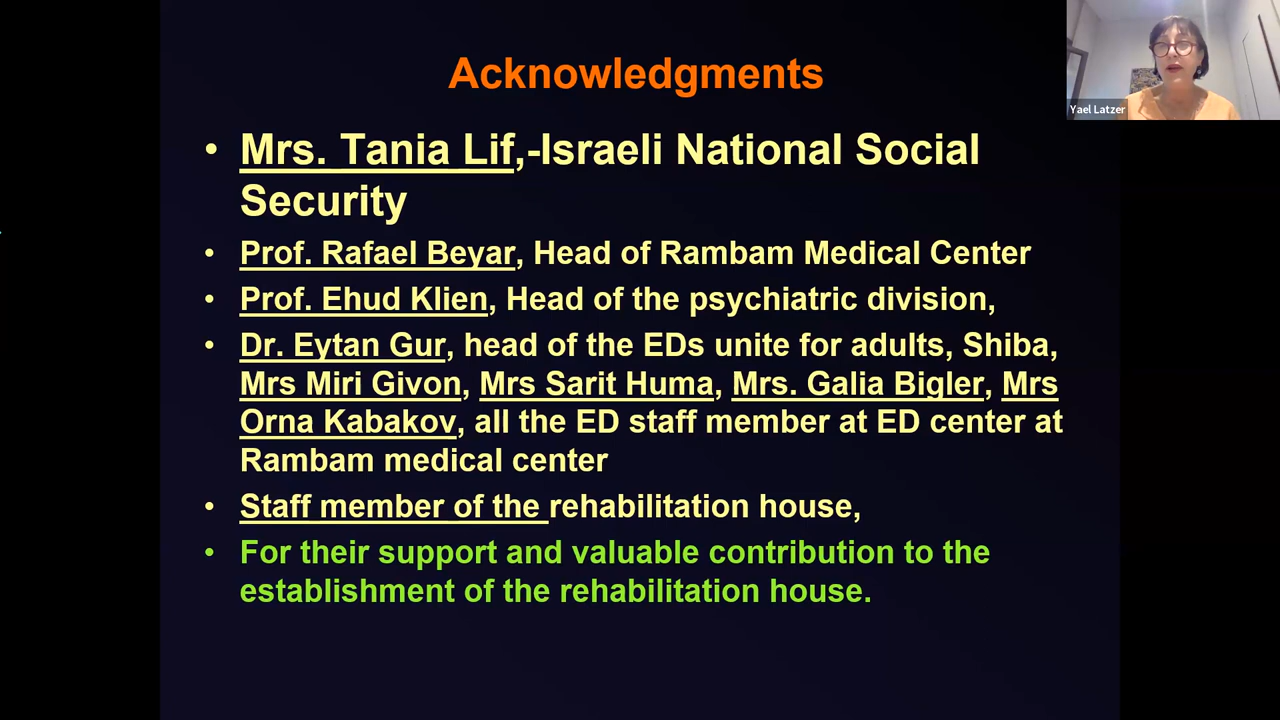 Acknowledgments
• Mrs. Tania Lif,-Israeli National Social
Security
• Prof. Rafael Beyar, Head of Rambam Medical Center
• Prof. Ehud Klien, Head of the psychiatric division,
• Dr. Eytan Gur, head of the EDs unite for adults, Shiba,
Mrs Miri Givon, Mrs Sarit Huma, Mrs. Galia Bigler, Mrs
Orna Kabakov, all the ED staff member at ED center at
Rambam medical center
• Staff member of the rehabilitation house,
• For their support and valuable contribution to the
establishment of the rehabilitation house.
Yael Latzer